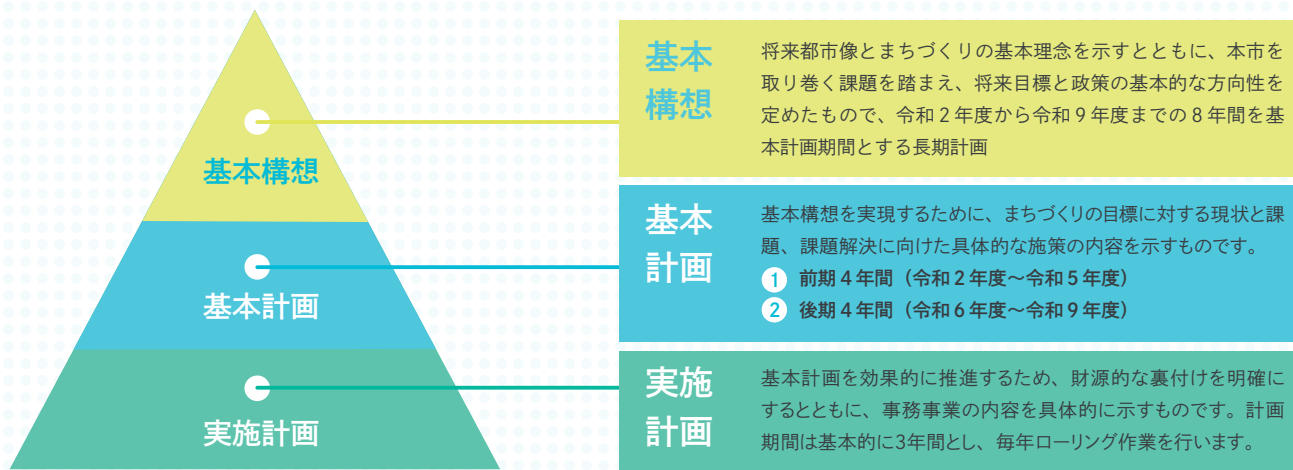 基本構想
基本計画
実施計画
基本
構想
将来都市像とまちづくりの基本理念を示すとともに、本市を
取り巻く課題を踏まえ、将来目標と政策の基本的な方向性を
定めたもので、令和2年度から令和9年度までの8年間を基
本計画期間とする長期計画
基本
計画
基本構想を実現するために、まちづくりの目標に対する現状と課
題、課題解決に向けた具体的な施策の内容を示すものです。
1 前期4年間（令和2年度～令和5年度）
2 後期4年間（令和6年度～令和9年度）
実施
計画
基本計画を効果的に推進するため、財源的な裏付けを明確に
するとともに、事務事業の内容を具体的に示すものです。計画
期間は基本的に3年間とし、毎年ローリング作業を行います。